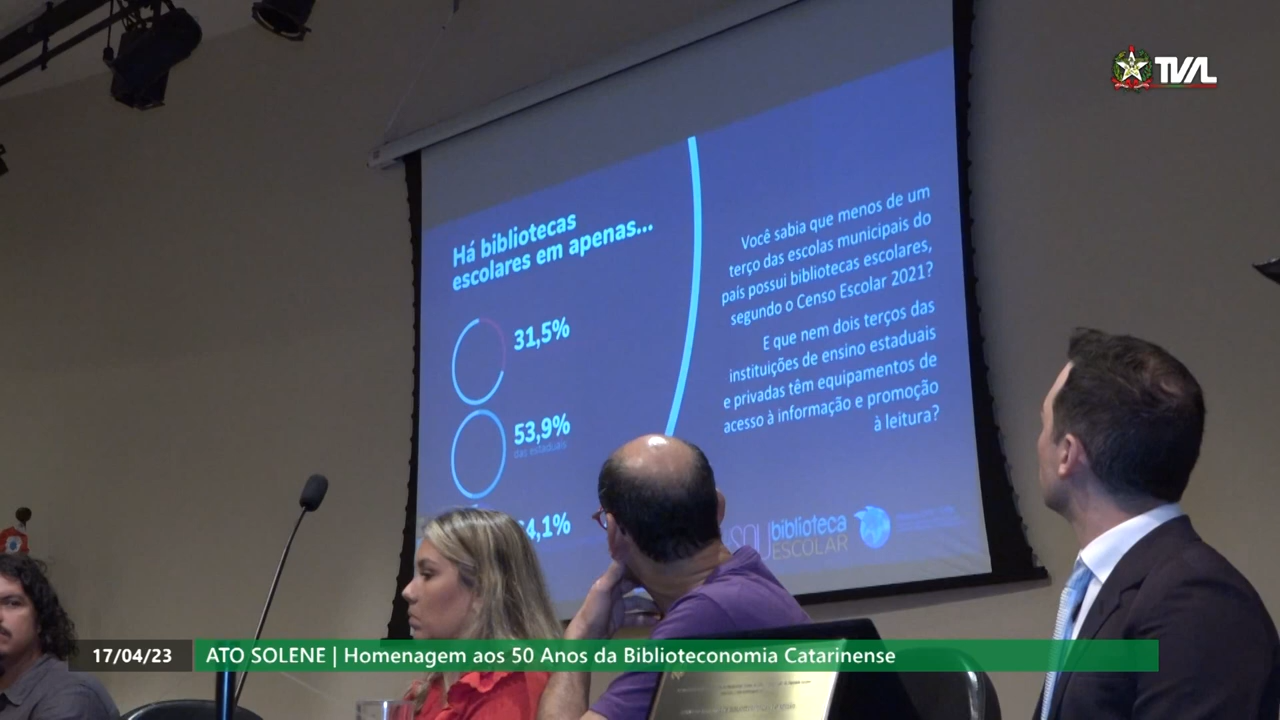 TVAL
Há bibliotecas
escolares em apenas...
31,5%
53,9%
das estaduais
4,1%
Você sabia que menos de um
terço das escolas municipais do
país possui bibliotecas escolares,
segundo o Censo Escolar 2021?
E que nem dois terços das
instituições de ensino estaduais
e privadas têm equipamentos de
acesso à informação e promoção
à leitura?
SOU biblioteca
ESCOLAR
17/04/23 ATO SOLENE | Homenagem aos 50 Anos da Biblioteconomia Catarinense